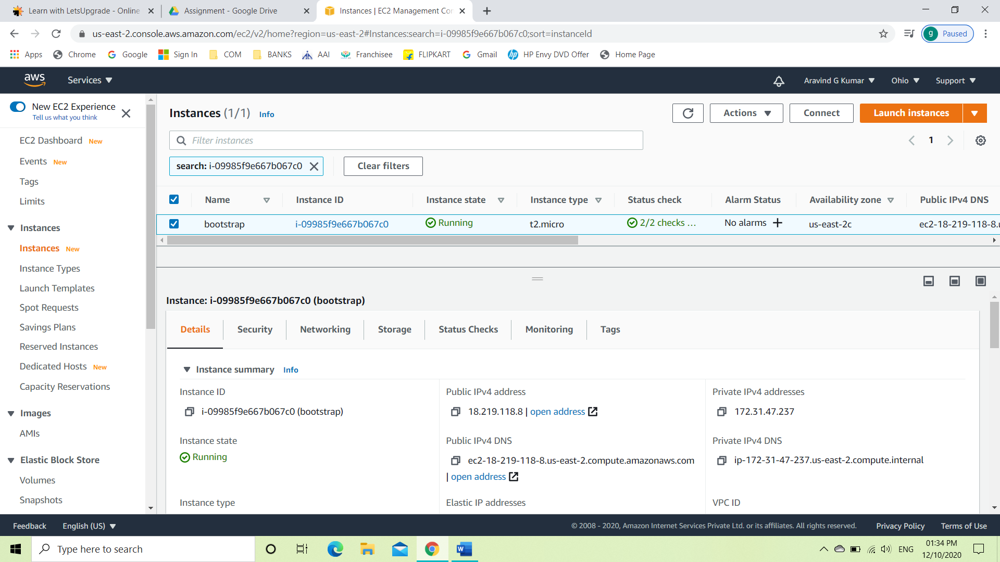 Learn with LetsUpgrade - Online
Assignment - Google Drive
Instances | EC2 Management Con
us-east-2.console.aws.amazon.com/ec2/v2/home?region=us-east-2#Instances:search=i-09985f9e667b067c0;sort=instanceId
g Paused
Apps Chrome Google Sign In COM BANKS AAI Franchisee FLIPKART Gmail HP Envy DVD Offer Home Page
aws Services Aravind G Kumar Ohio Support
New EC2 Experience
Tell us what you think
EC2 Dashboard New
Events New
Tags
Limits
Instances
Instances New
Instance Types
Launch Templates
Spot Requests
Savings Plans
Reserved Instances
Dedicated Hosts New
Capacity Reservations
Images
AMIs
Elastic Block Store
Volumes
Snapshots
Instances (1/1) Info
Actions Connect Launch instances
Filter instances
1
search: i-09985f9e667b067c0 Clear filters
Name Instance ID Instance state Instance type Status check Alarm Status Availability zone Public IPv4 DNS
bootstrap i-09985f9e667b067c0 Running t2.micro 2/2 checks ... No alarms + us-east-2c ec2-18-219-118-8.u
Instance: i-09985f9e667b067c0 (bootstrap)
Details Security Networking Storage Status Checks Monitoring Tags
Instance summary Info
Instance ID
i-09985f9e667b067c0 (bootstrap)
Public IPv4 address
18.219.118.8 | open address
Private IPv4 addresses
172.31.47.237
Instance state
Running
Public IPv4 DNS
ec2-18-219-118-8.us-east-2.compute.amazonaws.com
| open address
Private IPv4 DNS
ip-172-31-47-237.us-east-2.compute.internal
Instance type
Elastic IP addresses
VPC ID
Feedback English (US) © 2008 - 2020, Amazon Internet Services Private Ltd. or its affiliates. All rights reserved. Privacy Policy Terms of Use
Type here to search
W
ENG
01:34 PM
12/10/2020